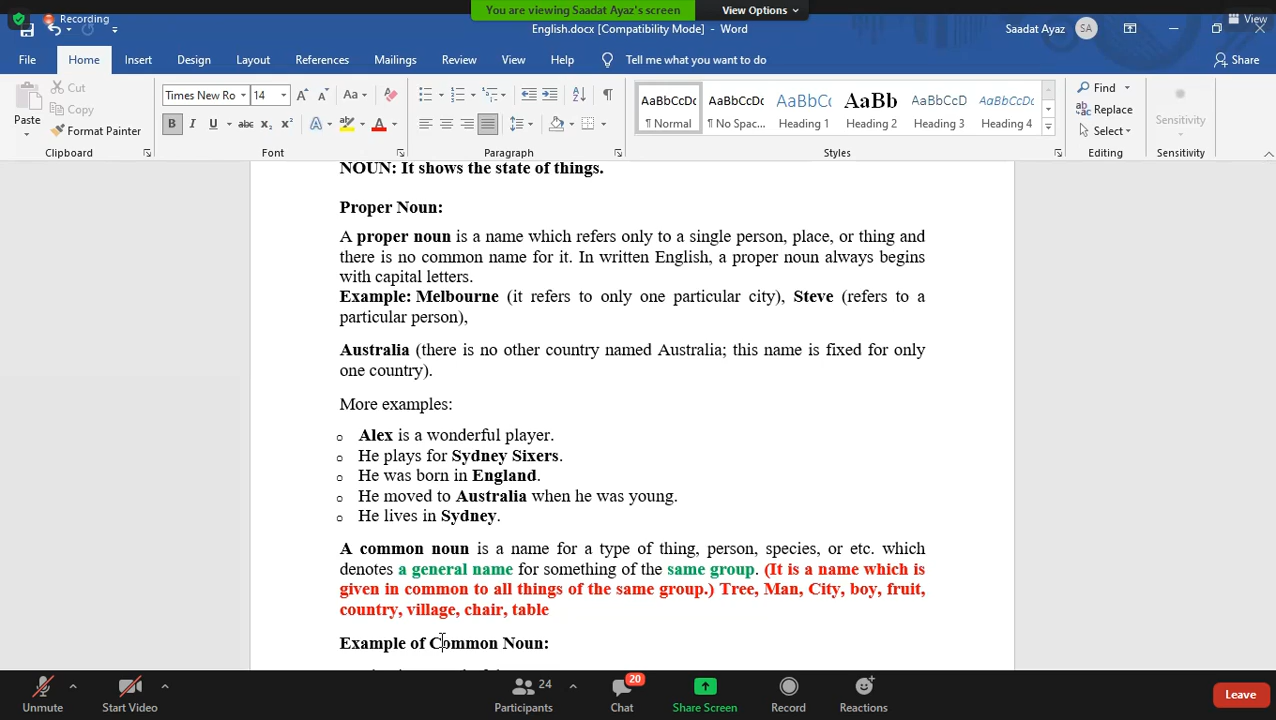 You are viewing Saadat Ayaz's screen
View Options
Recording
View
English.docx [Compatibility Mode] - Word
Saadat Ayaz
SA
File
Home
Insert
Design
Layout
References
Mailings
Review
View
Help
Tell me what you want to do
Share
Paste
Cut
Copy
Format Painter
Clipboard
Times New Ro
14
Font
Paragraph
AaBbCcDc
¶ Normal
AaBbCcDc
¶ No Spac...
AaBbCc
Heading 1
AaBb
Heading 2
AaBbCcD
Heading 3
AaBbCcD
Heading 4
Styles
Find
Replace
Select
Editing
Sensitivity
Sensitivity
NOUN: It shows the state of things.
Proper Noun:
A proper noun is a name which refers only to a single person, place, or thing and
there is no common name for it. In written English, a proper noun always begins
with capital letters.
Example: Melbourne (it refers to only one particular city), Steve (refers to a
particular person),
Australia (there is no other country named Australia; this name is fixed for only
one country).
More examples:
Alex is a wonderful player.
He plays for Sydney Sixers.
He was born in England.
He moved to Australia when he was young.
He lives in Sydney.
A common noun is a name for a type of thing, person, species, or etc. which
denotes a general name for something of the same group. (It is a name which is
given in common to all things of the same group.) Tree, Man, City, boy, fruit,
country, village, chair, table
Example of Common Noun:
Unmute
Start Video
24
Participants
20
Chat
Share Screen
Record
Reactions
Leave